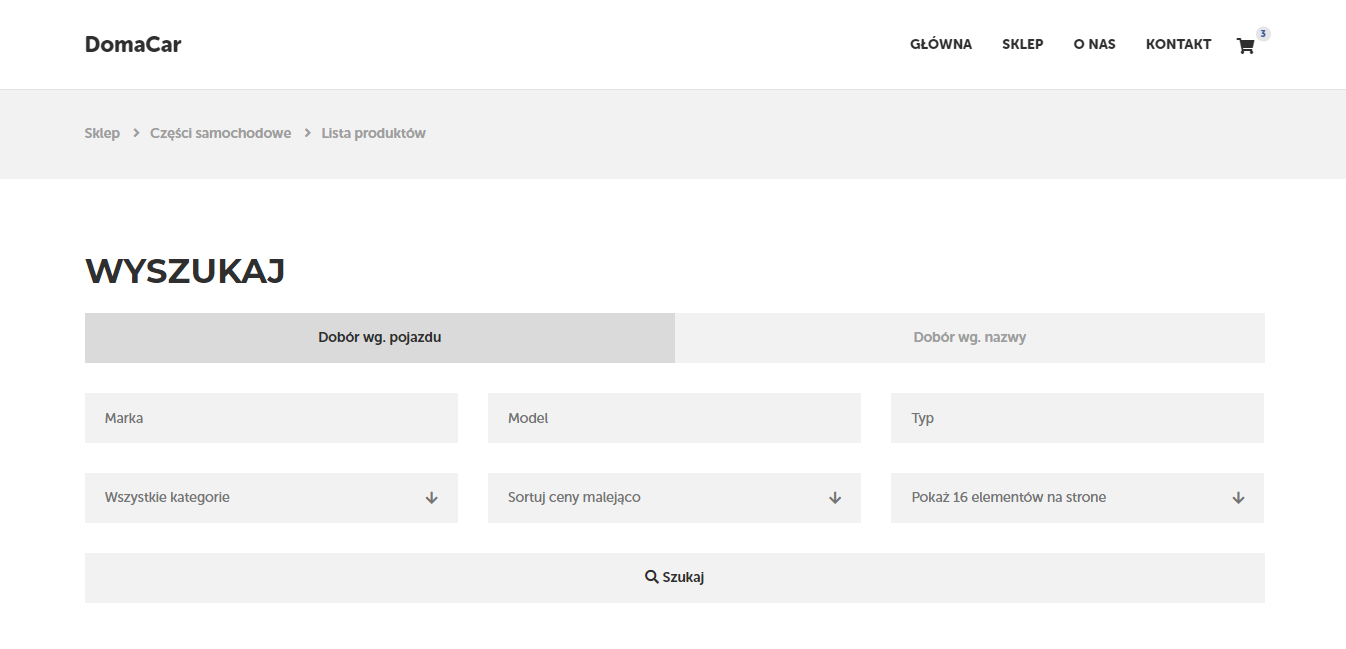 DomaCar
GŁÓWNA SKLEP O NAS KONTAKT 3
Sklep Części samochodowe Lista produktów
WYSZUKAJ
Dobór wg. pojazdu Dobór wg. nazwy
Marka Model Typ
Wszystkie kategorie Sortuj ceny malejąco Pokaż 16 elementów na strone
Szukaj